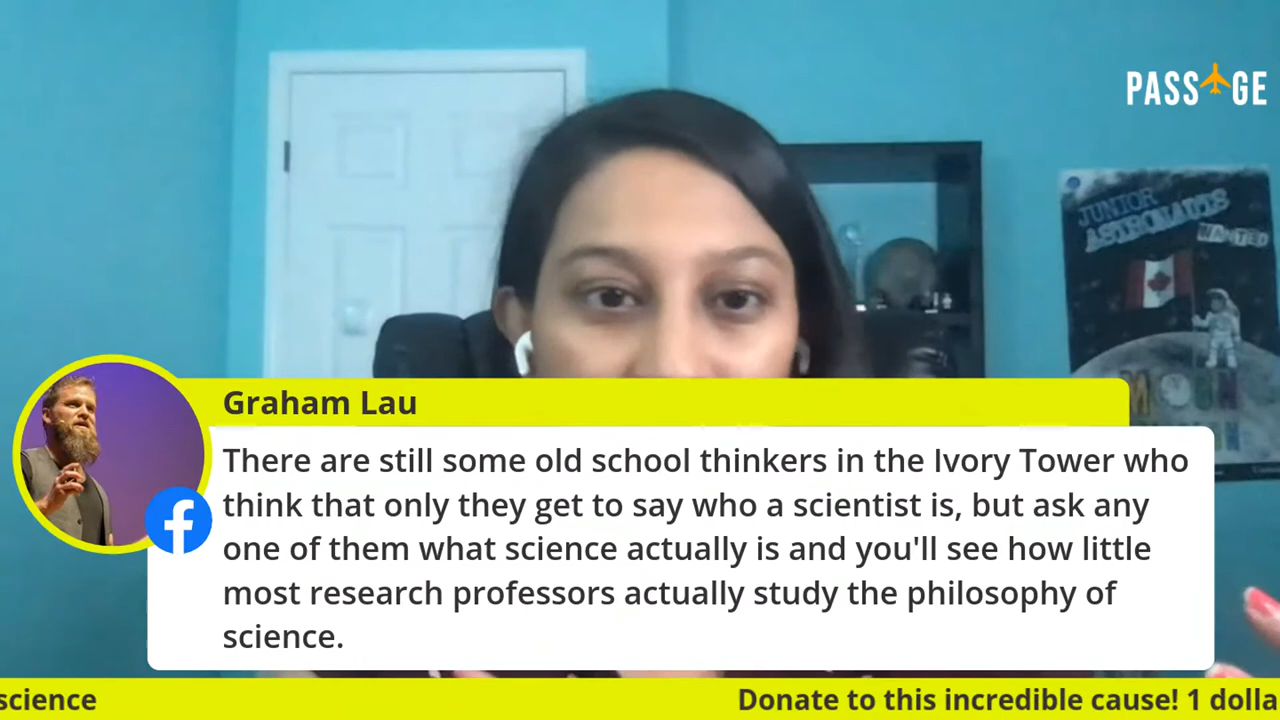 PASS GE
JUNIOR
ASTRONAUTS
WANTED
MOON
Graham Lau
There are still some old school thinkers in the Ivory Tower who
think that only they get to say who a scientist is, but ask any
one of them what science actually is and you'll see how little
most research professors actually study the philosophy of
science.
science
Donate to this incredible cause! 1 dolla